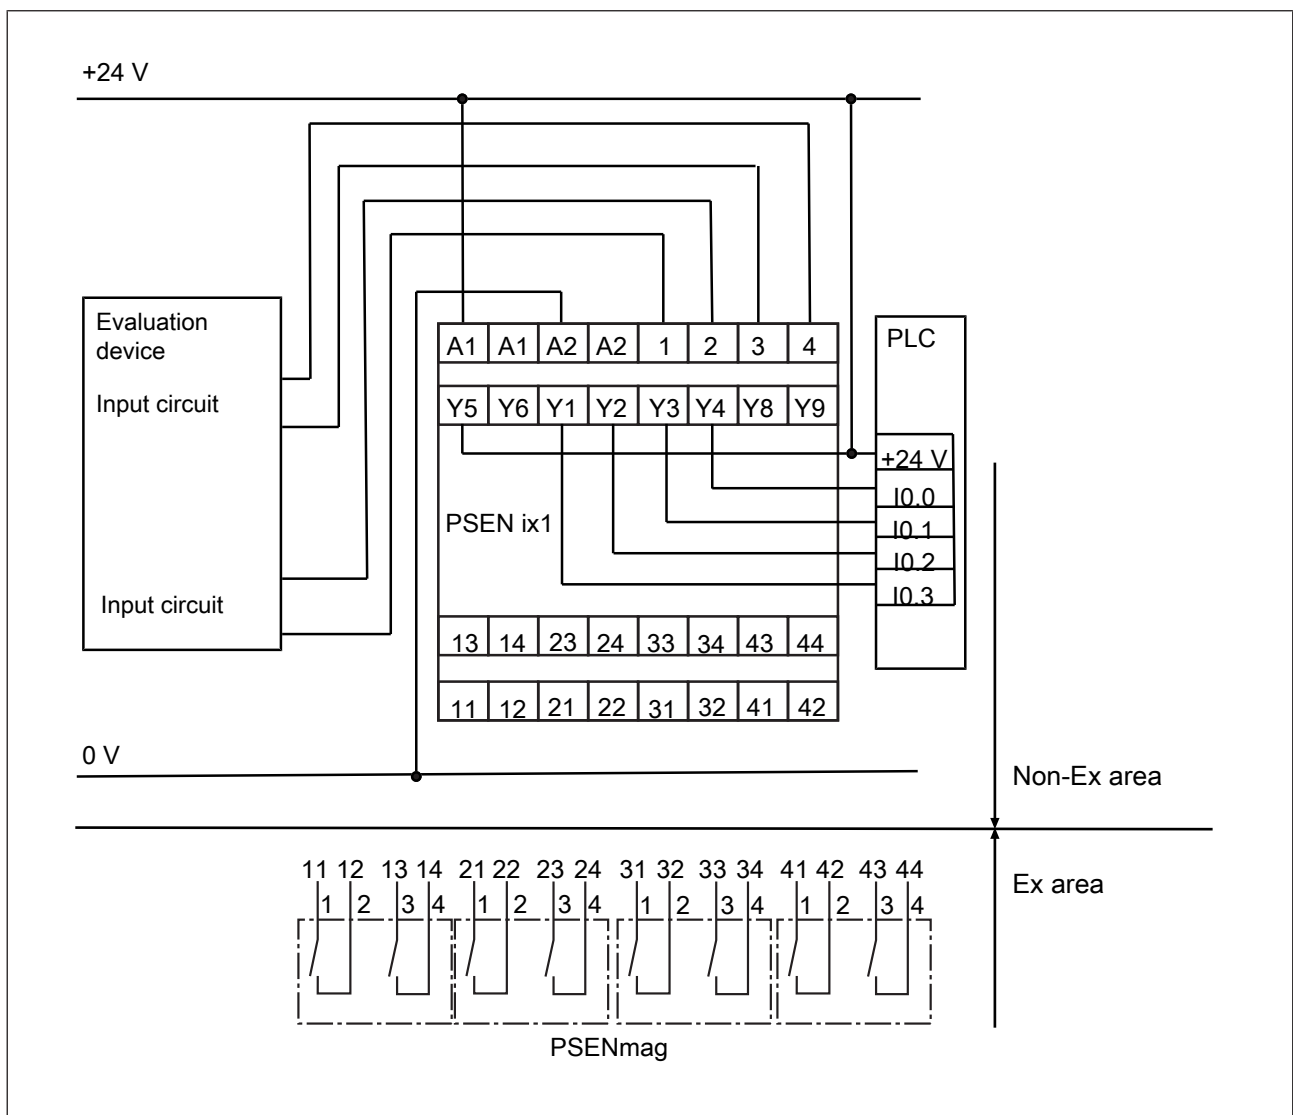 +24 V
Evaluation
device
Input circuit
Input circuit
A1 A1 A2 A2 1 2 3 4
Y5 Y6 Y1 Y2 Y3 Y4 Y8 Y9
PSEN ix1
13 14 23 24 33 34 43 44
11 12 21 22 31 32 41 42
PLC
+24 V
I0.0
I0.1
I0.2
I0.3
0 V
Non-Ex area
Ex area
11 12 13 14 21 22 23 24 31 32 33 34 41 42 43 44
1 2 3 4 1 2 3 4 1 2 3 4 1 2 3 4
PSENmag